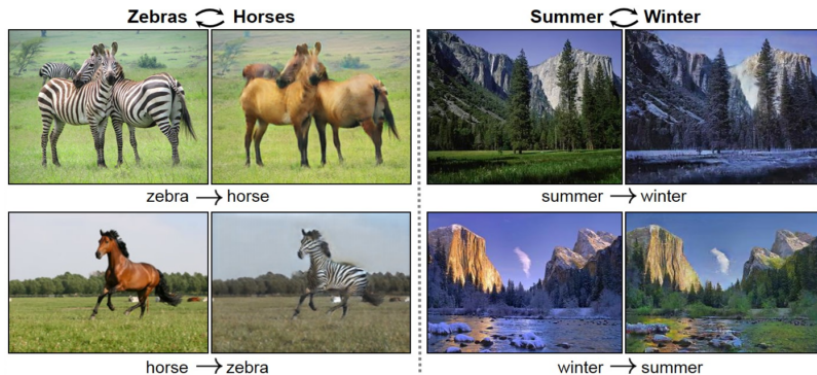 Zebras Horses
zebra → horse
horse → zebra
Summer Winter
summer → winter
winter → summer